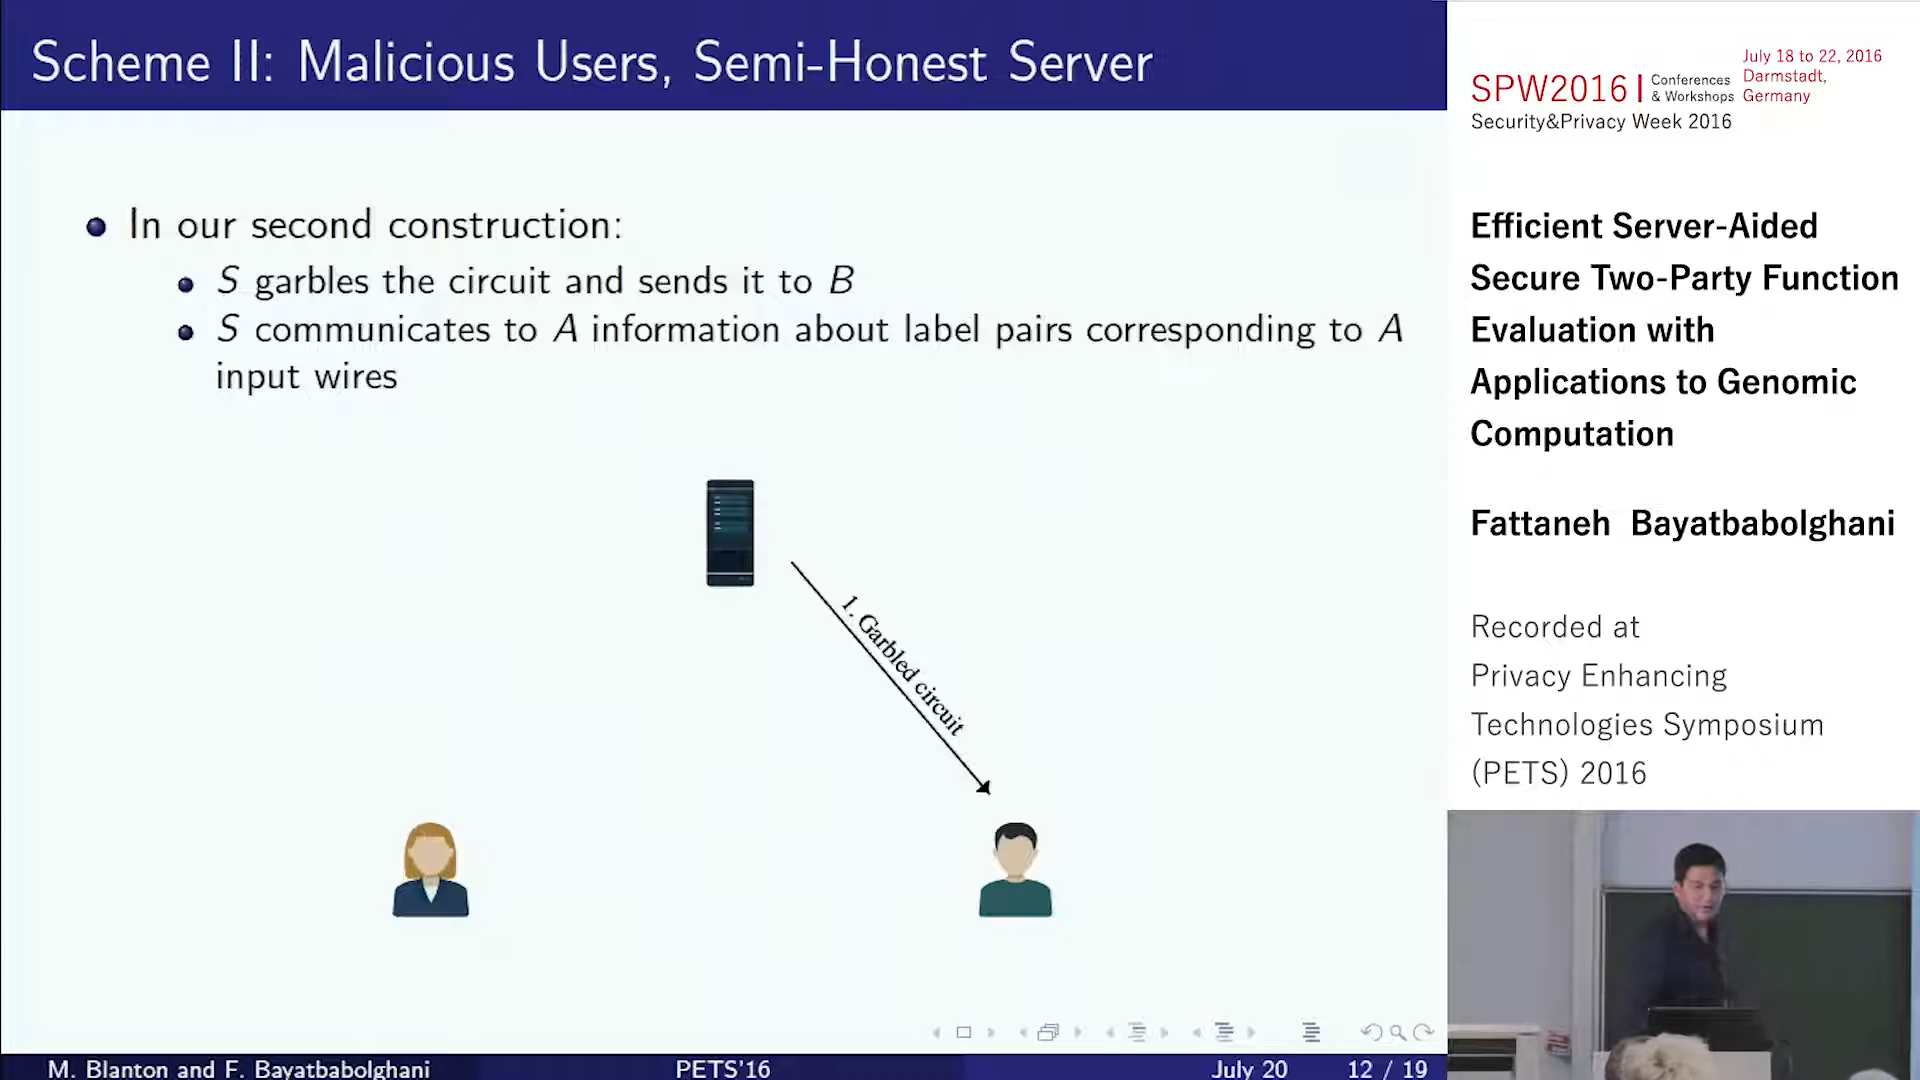 Scheme II: Malicious Users, Semi-Honest Server
In our second construction:
S garbles the circuit and sends it to B
S communicates to A information about label pairs corresponding to A
input wires
1. Garbled circuit
M. Blanton and F. Bayatbabolghani
PETS'16
July 20
12 / 19
SPW2016 | Conferences & Workshops
July 18 to 22, 2016
Darmstadt,
Germany
Security&Privacy Week 2016
Efficient Server-Aided
Secure Two-Party Function
Evaluation with
Applications to Genomic
Computation
Fattaneh Bayatbabolghani
Recorded at
Privacy Enhancing
Technologies Symposium
(PETS) 2016